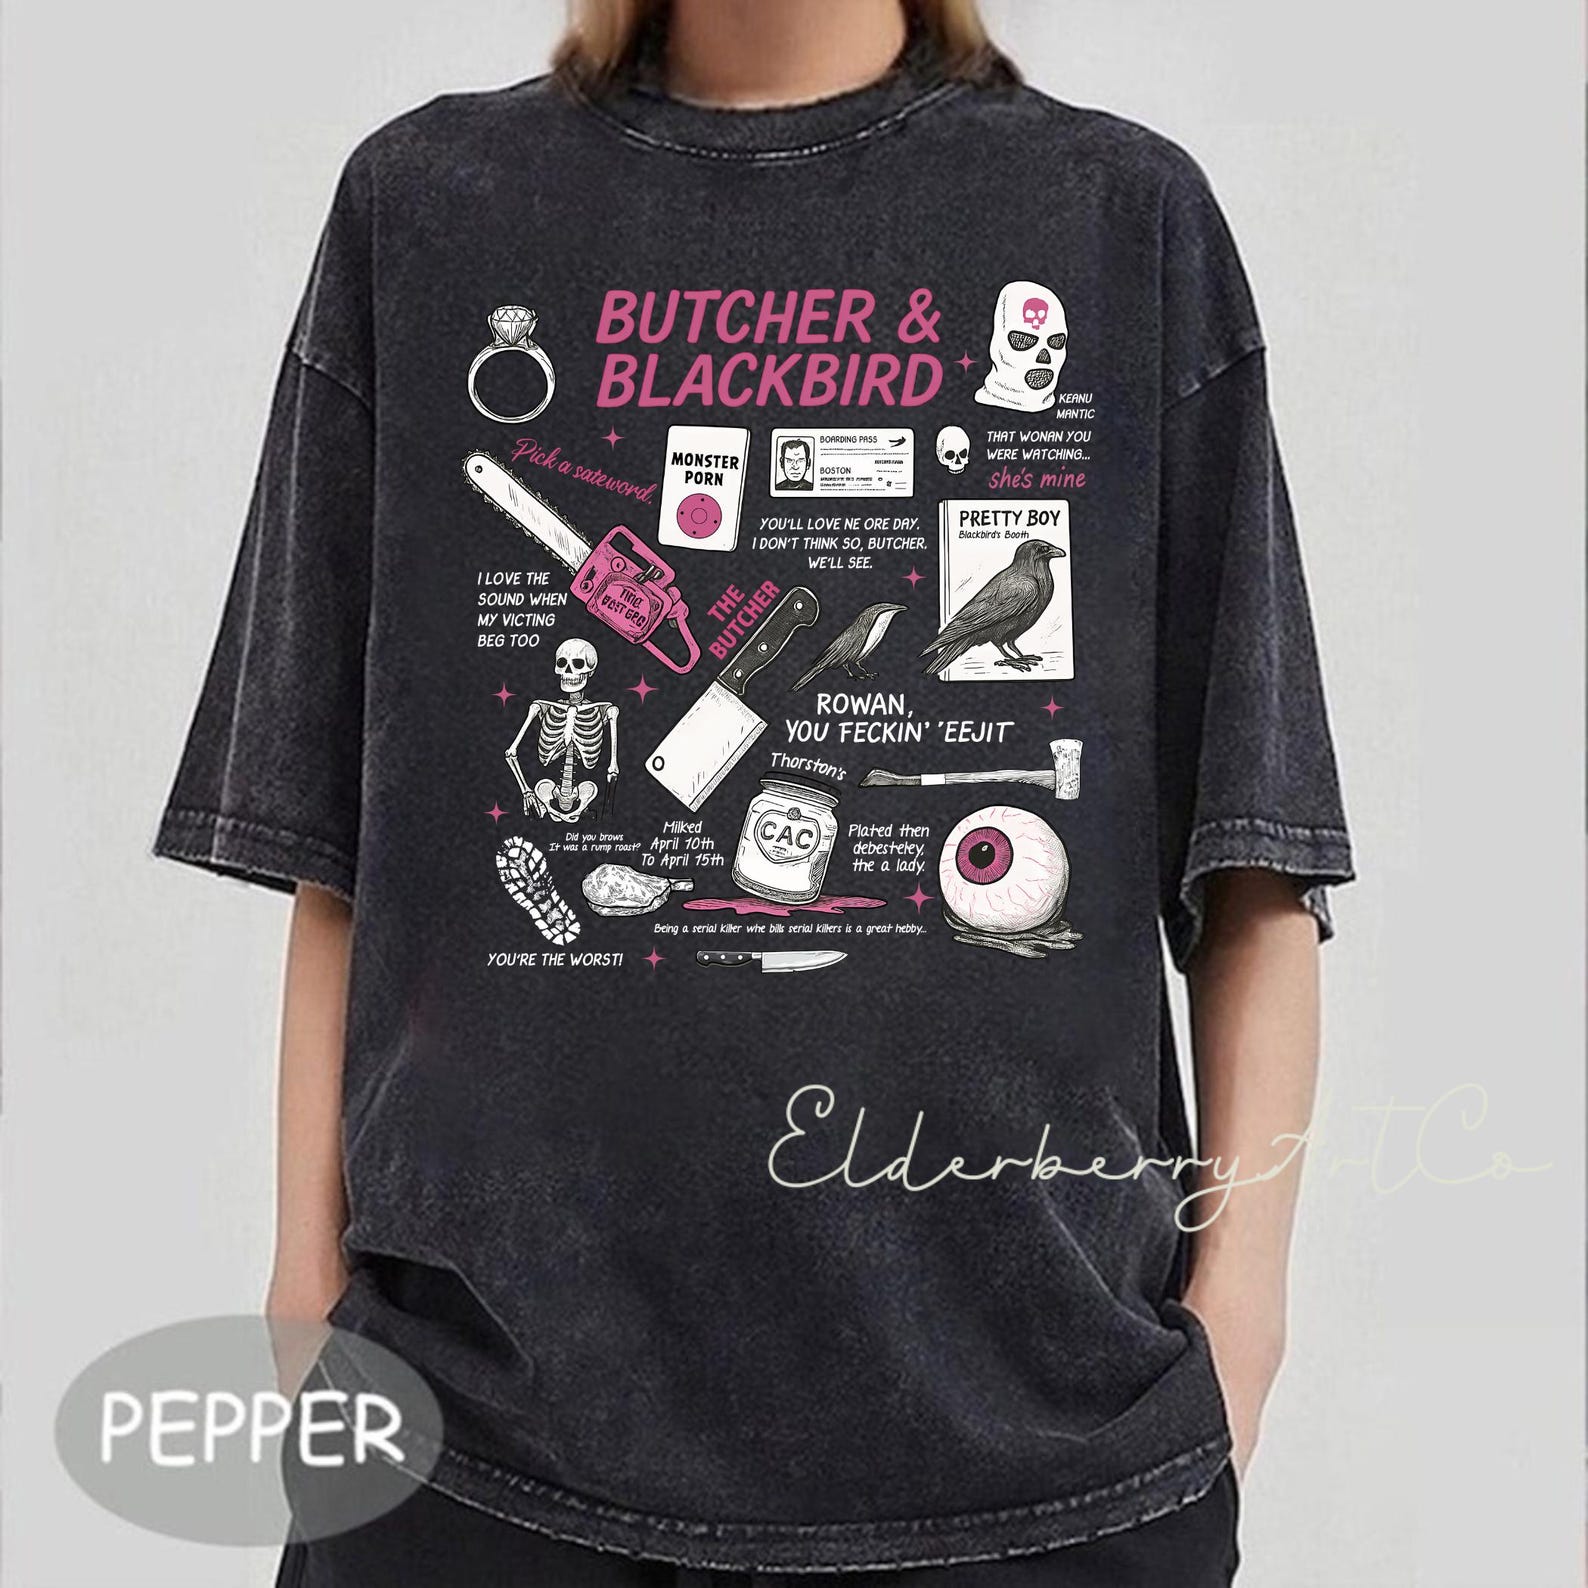 BUTCHER &
BLACKBIRD
KEANU
MANTIC
Pick a sateword.
MONSTER
PORN
BOARDING PASS
BOSTON
THAT WONAN YOU
WERE WATCHING...
she's mine
PRETTY BOY
Blackbird's Booth
YOU'LL LOVE NE ORE DAY.
I DON'T THINK SO, BUTCHER.
WE'LL SEE.
I LOVE THE
SOUND WHEN
MY VICTING
BEG TOO
THE
BUTCHER
ROWAN,
YOU FECKIN' 'EEJIT
Thorston's
CAC
Did you brows
It was a rump roast?
Milked
April 10th
To April 15th
Plated then
debesteley,
the a lady.
Being a serial killer whe bills serial killers is a great hebby...
YOU'RE THE WORST!
ElderberryArtCo
PEPPER